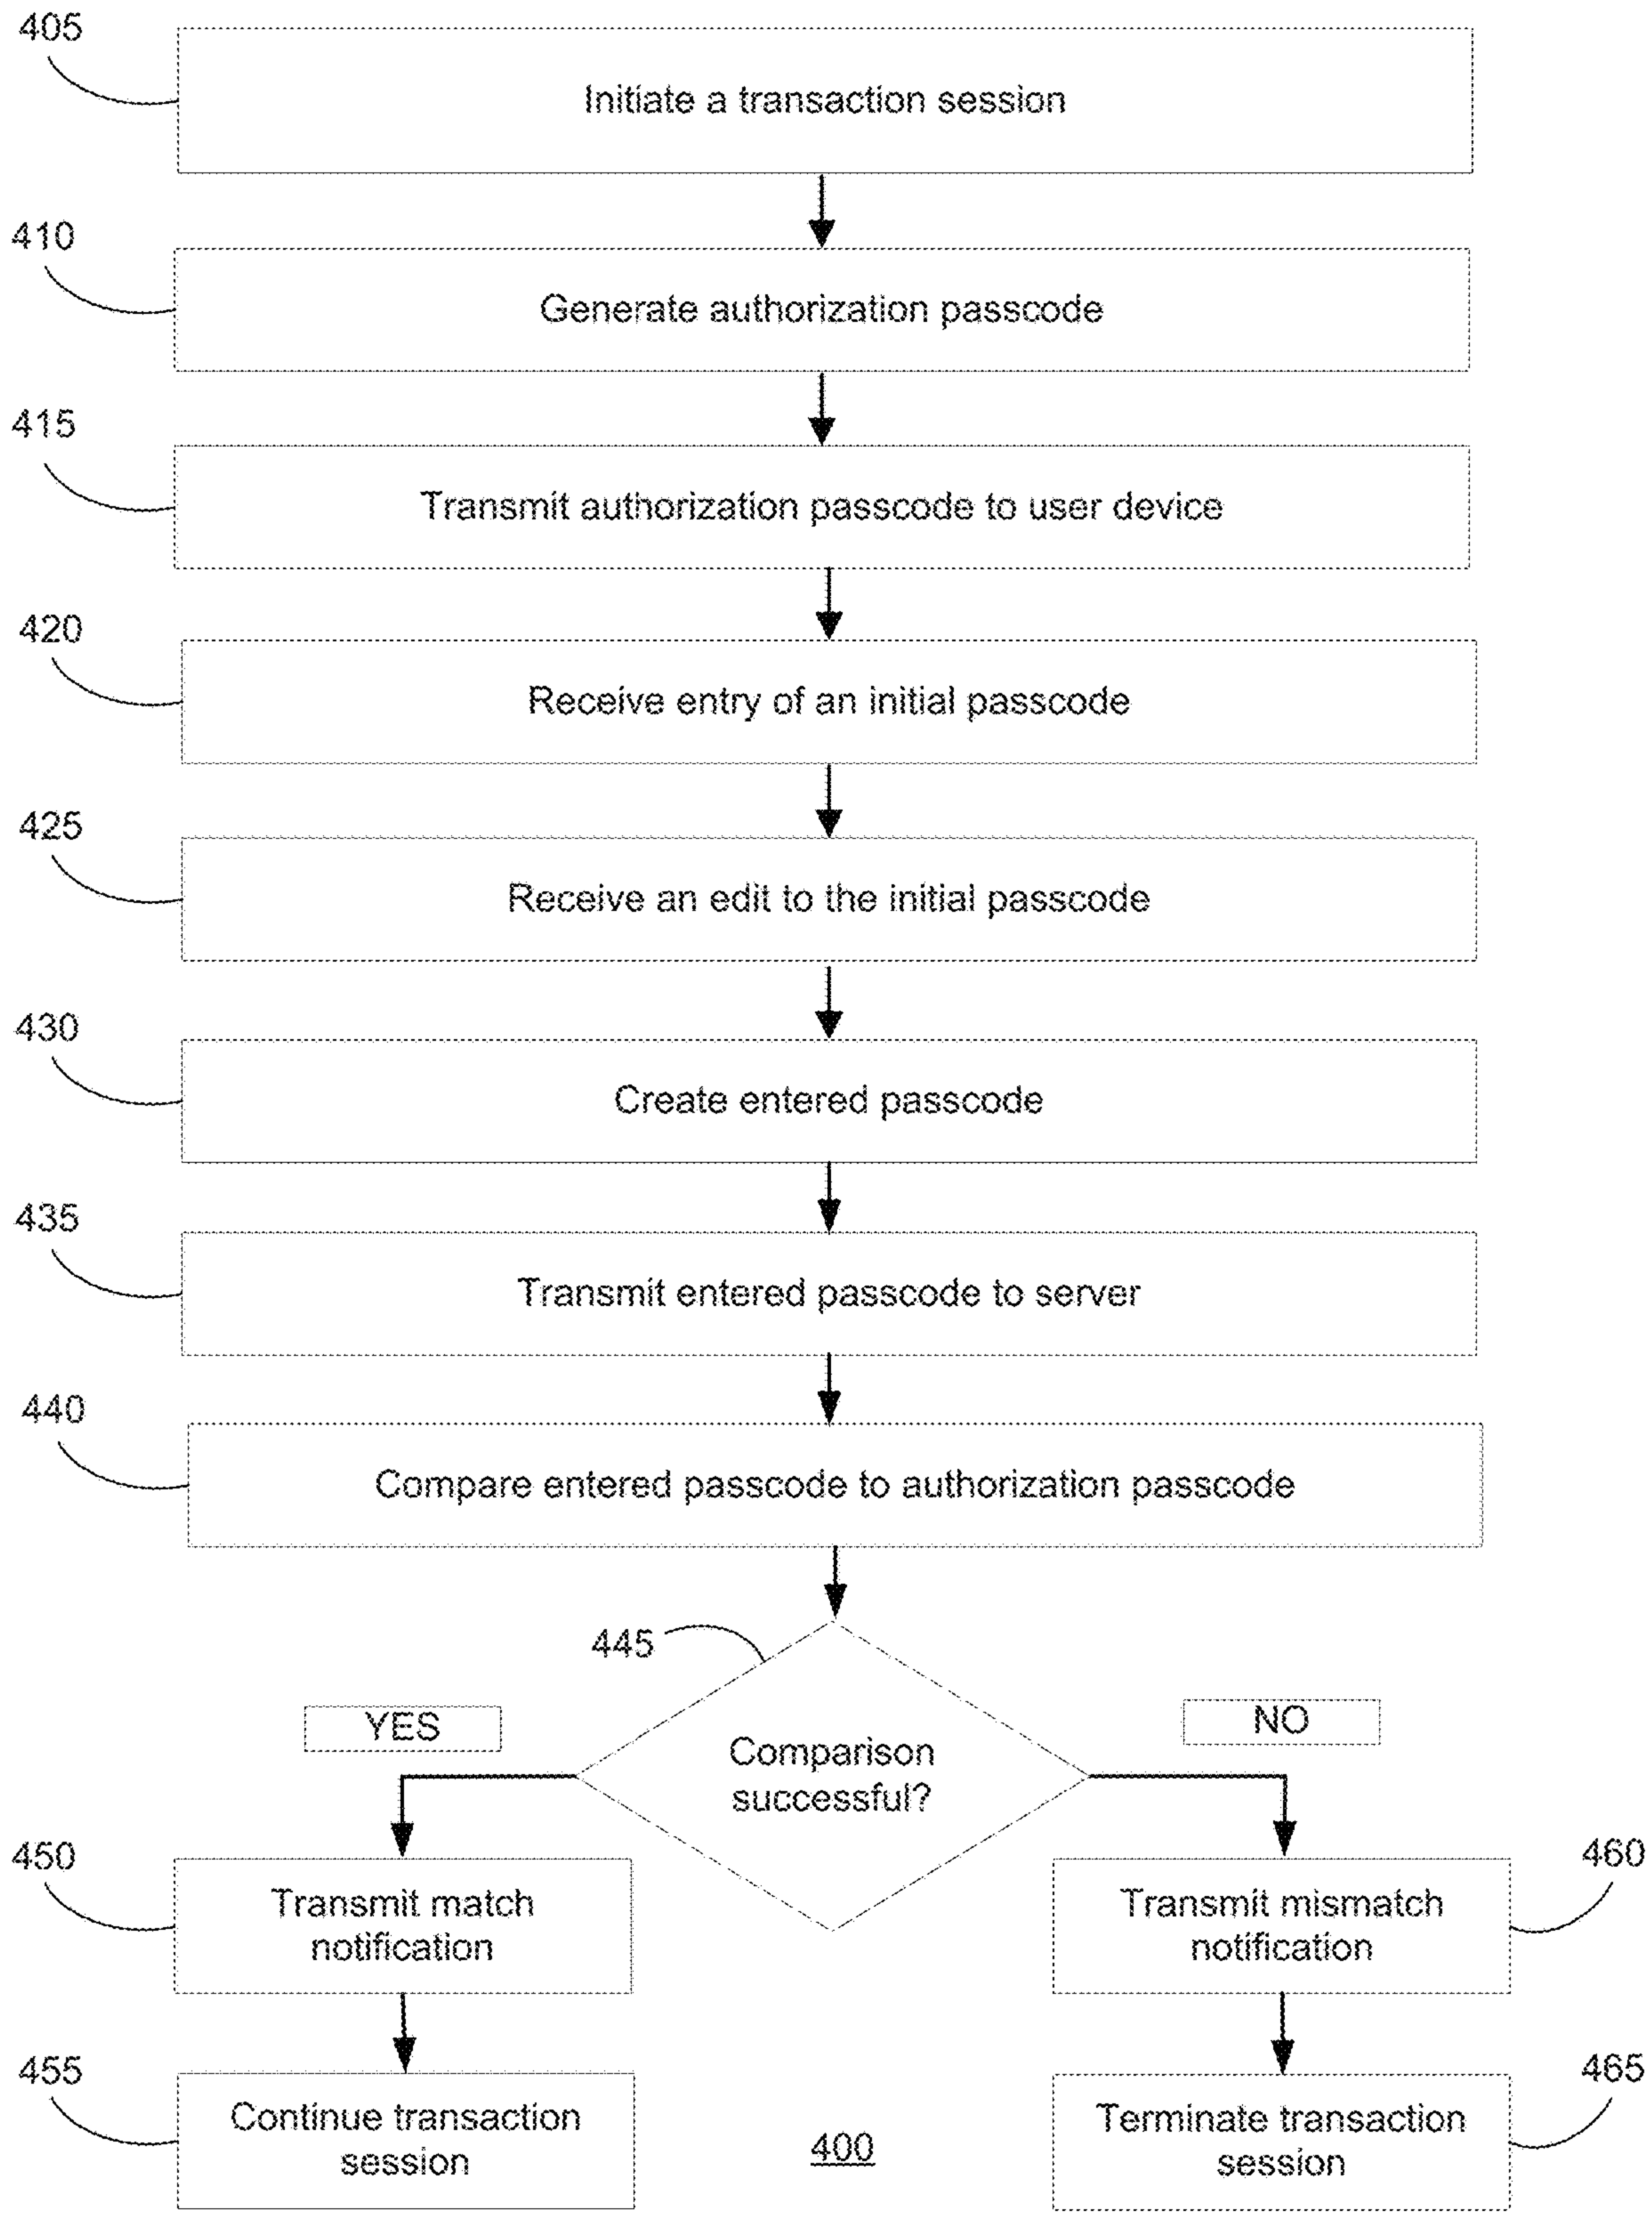 405
Initiate a transaction session
410
Generate authorization passcode
415
Transmit authorization passcode to user device
420
Receive entry of an initial passcode
425
Receive an edit to the initial passcode
430
Create entered passcode
435
Transmit entered passcode to server
440
Compare entered passcode to authorization passcode
445
YES
NO
Comparison
successful?
450
Transmit match
notification
460
Transmit mismatch
notification
455
Continue transaction
session
465
Terminate transaction
session
400